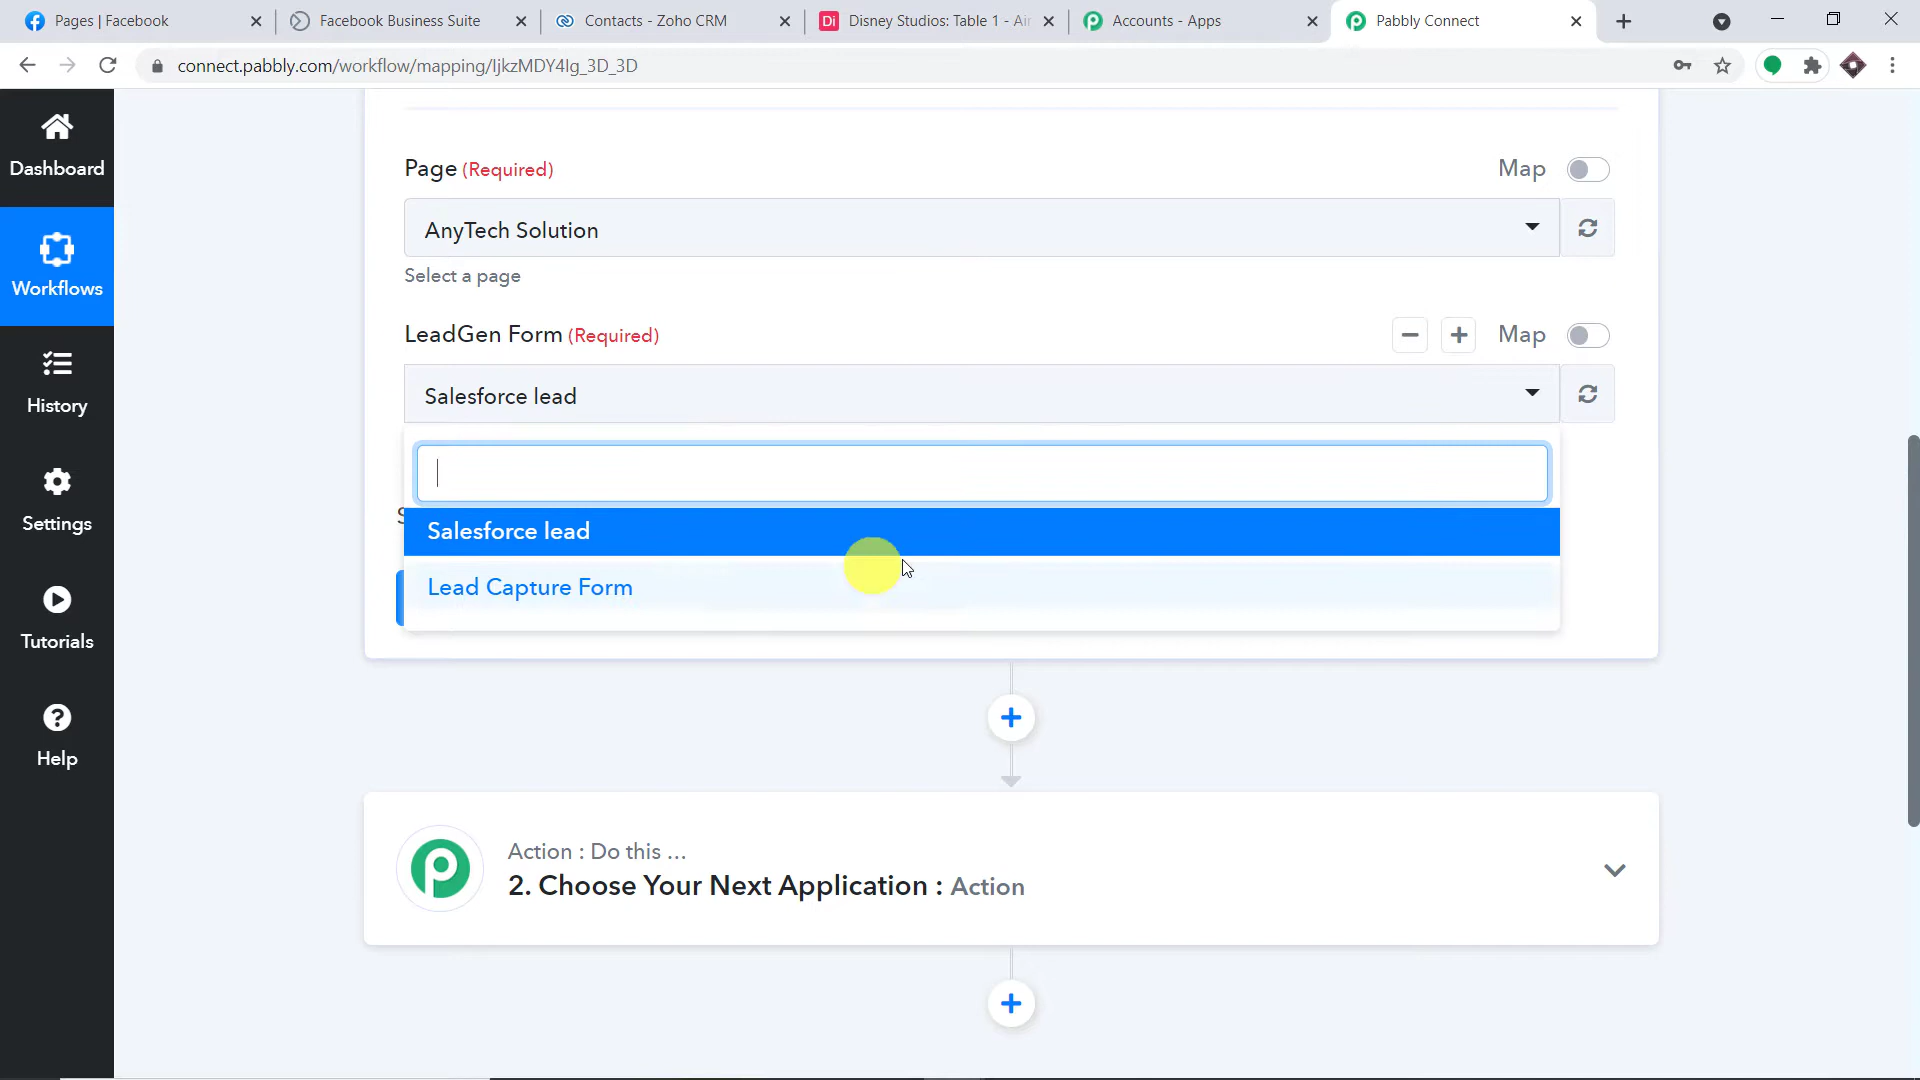 Pages | Facebook
Facebook Business Suite
Contacts - Zoho CRM
Di
Disney Studios: Table 1 - Air
Accounts - Apps
Pabbly Connect
connect.pabbly.com/workflow/mapping/IjkzMDY4Ig_3D_3D
Dashboard
Workflows
History
Settings
Tutorials
Help
Page (Required)
Map
AnyTech Solution
Select a page
LeadGen Form (Required)
Map
Salesforce lead
Salesforce lead
Lead Capture Form
Action : Do this ...
2. Choose Your Next Application : Action